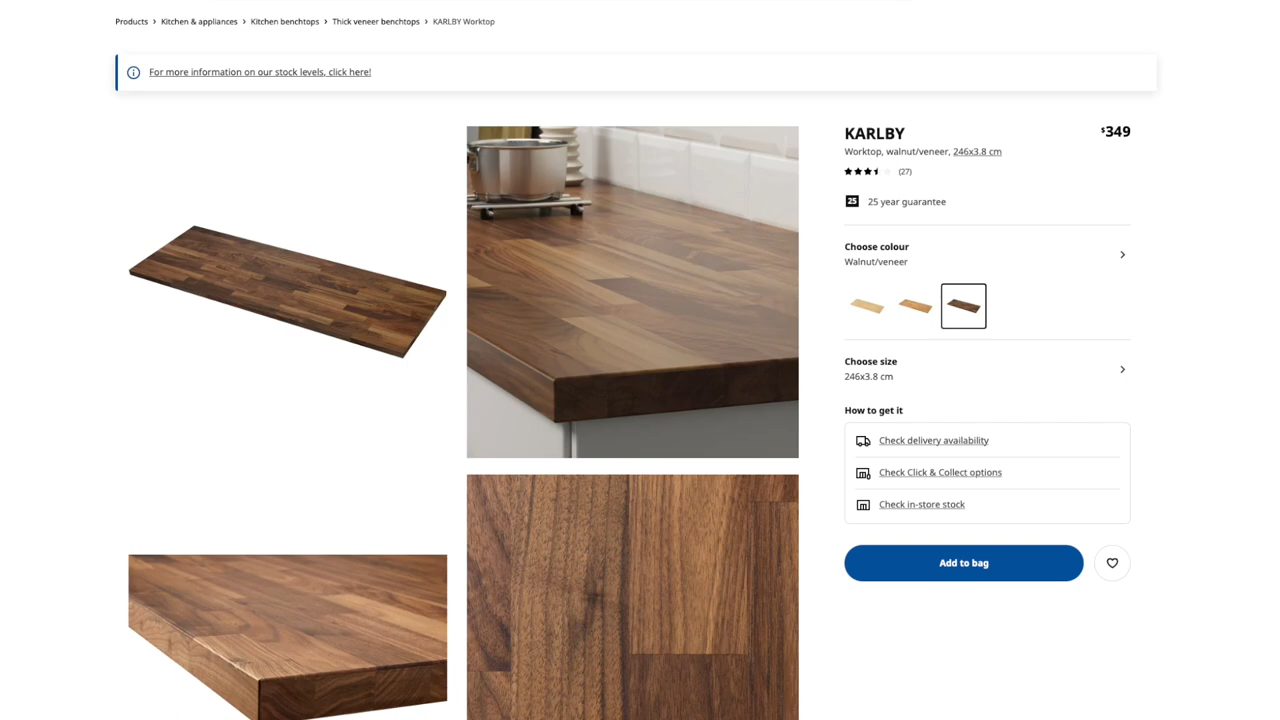 Products > Kitchen & appliances > Kitchen benchtops > Thick veneer benchtops > KARLBY Worktop
For more information on our stock levels, click here!
KARLBY
$349
Worktop, walnut/veneer, 246x3.8 cm
(27)
25 25 year guarantee
Choose colour
Walnut/veneer
Choose size
246x3.8 cm
How to get it
Check delivery availability
Check Click & Collect options
Check in-store stock
Add to bag